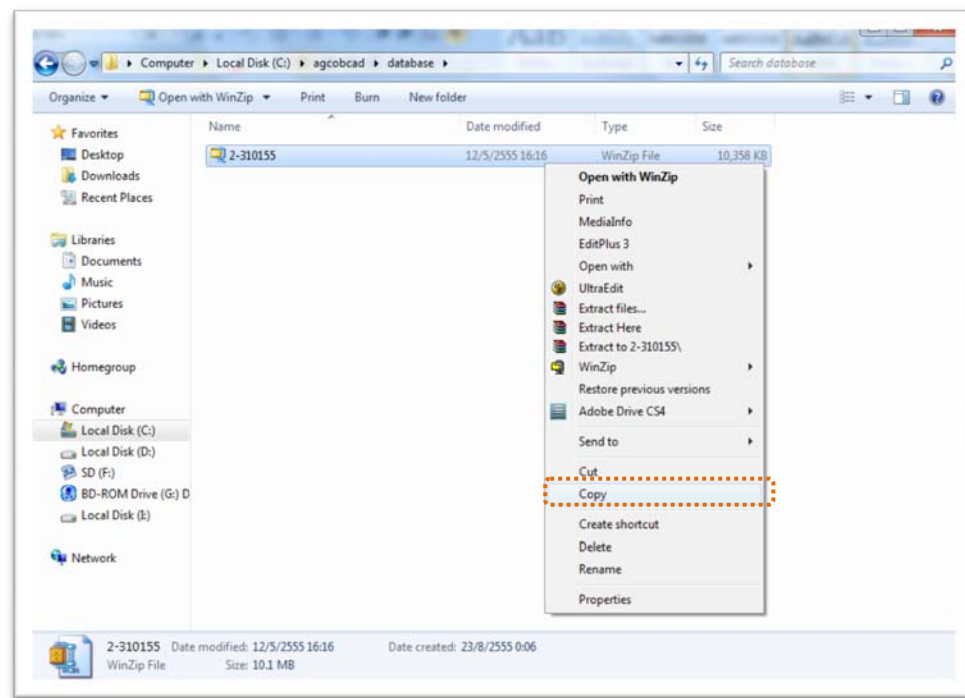 Computer ▸ Local Disk (C:) ▸ agcobcad ▸ database ▸
Search database
Organize Open with WinZip Print Burn New folder
Name Date modified Type Size
2-310155 12/5/2555 16:16 WinZip File 10,358 KB
Favorites
Desktop
Downloads
Recent Places
Libraries
Documents
Music
Pictures
Videos
Homegroup
Computer
Local Disk (C:)
Local Disk (D:)
SD (F:)
BD-ROM Drive (G:) D
Local Disk (I:)
Network
Open with WinZip
Print
MediaInfo
EditPlus 3
Open with
UltraEdit
Extract files...
Extract Here
Extract to 2-310155\
WinZip
Restore previous versions
Adobe Drive CS4
Send to
Cut
Copy
Create shortcut
Delete
Rename
Properties
2-310155 Date modified: 12/5/2555 16:16 Date created: 23/8/2555 0:06
WinZip File Size: 10.1 MB